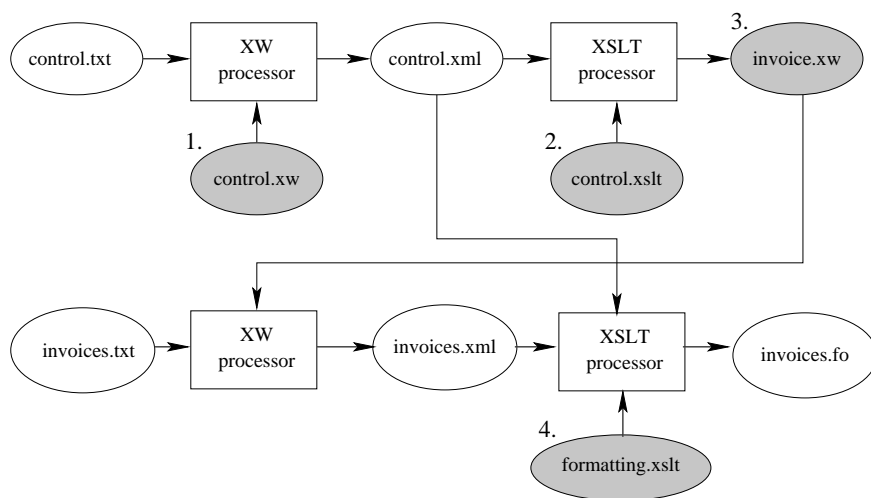 3.
control.txt
XW
processor
control.xml
XSLT
processor
invoice.xw
1.
control.xw
2.
control.xslt
invoices.txt
XW
processor
invoices.xml
XSLT
processor
invoices.fo
4.
formatting.xslt